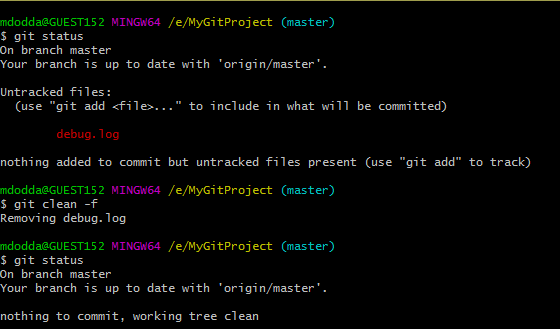 mdodda@GUEST152 MINGW64 /e/MyGitProject (master)
$ git status
On branch master
Your branch is up to date with 'origin/master'.
Untracked files:
(use "git add <file>..." to include in what will be committed)
debug.log
nothing added to commit but untracked files present (use "git add" to track)
mdodda@GUEST152 MINGW64 /e/MyGitProject (master)
$ git clean -f
Removing debug.log
mdodda@GUEST152 MINGW64 /e/MyGitProject (master)
$ git status
On branch master
Your branch is up to date with 'origin/master'.
nothing to commit, working tree clean